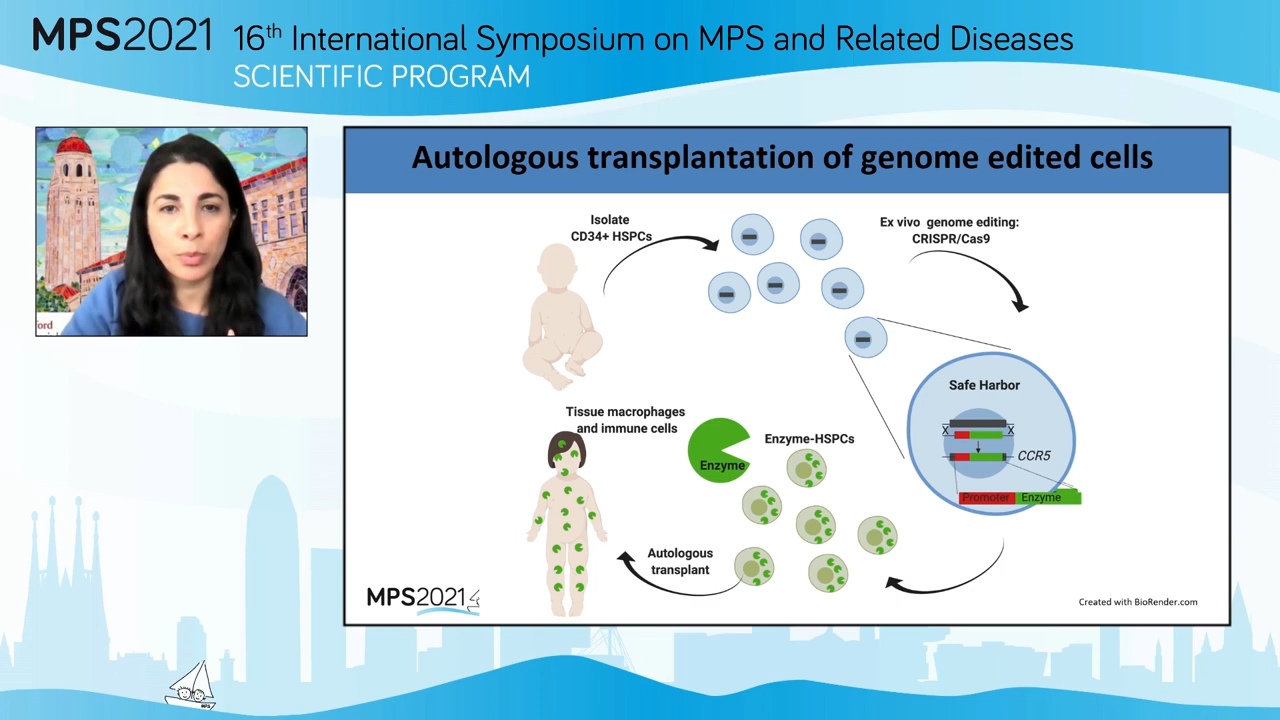 MPS2021 16th International Symposium on MPS and Related Diseases
SCIENTIFIC PROGRAM
ford
Autologous transplantation of genome edited cells
Isolate
CD34+ HSPCs
Ex vivo genome editing:
CRISPR/Cas9
Safe Harbor
X X
CCR5
Promoter Enzyme
Tissue macrophages
and immune cells
Enzyme
Enzyme-HSPCs
Autologous
transplant
MPS2021
Created with BioRender.com
MPS